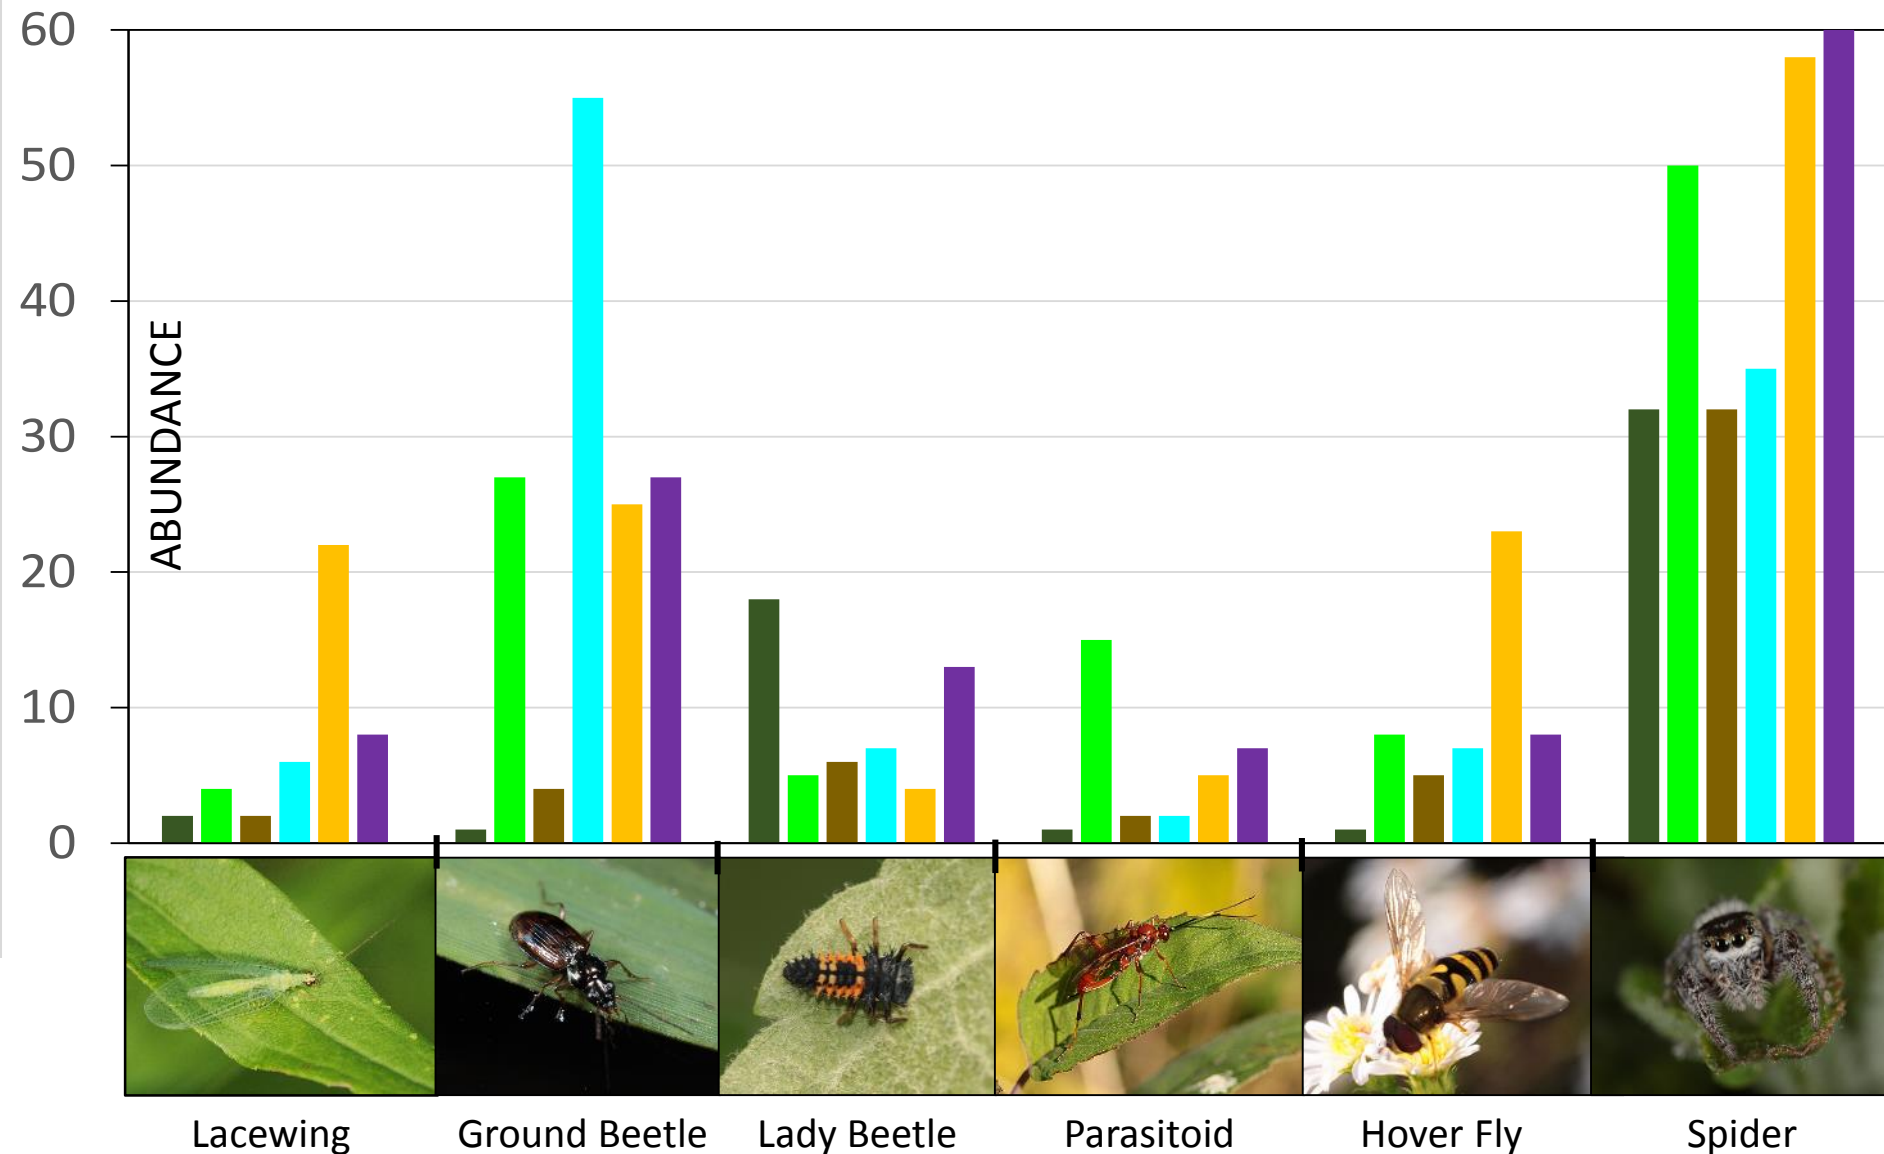 60
50
40
30
20
10
0
ABUNDANCE
Lacewing
Ground Beetle
Lady Beetle
Parasitoid
Hover Fly
Spider